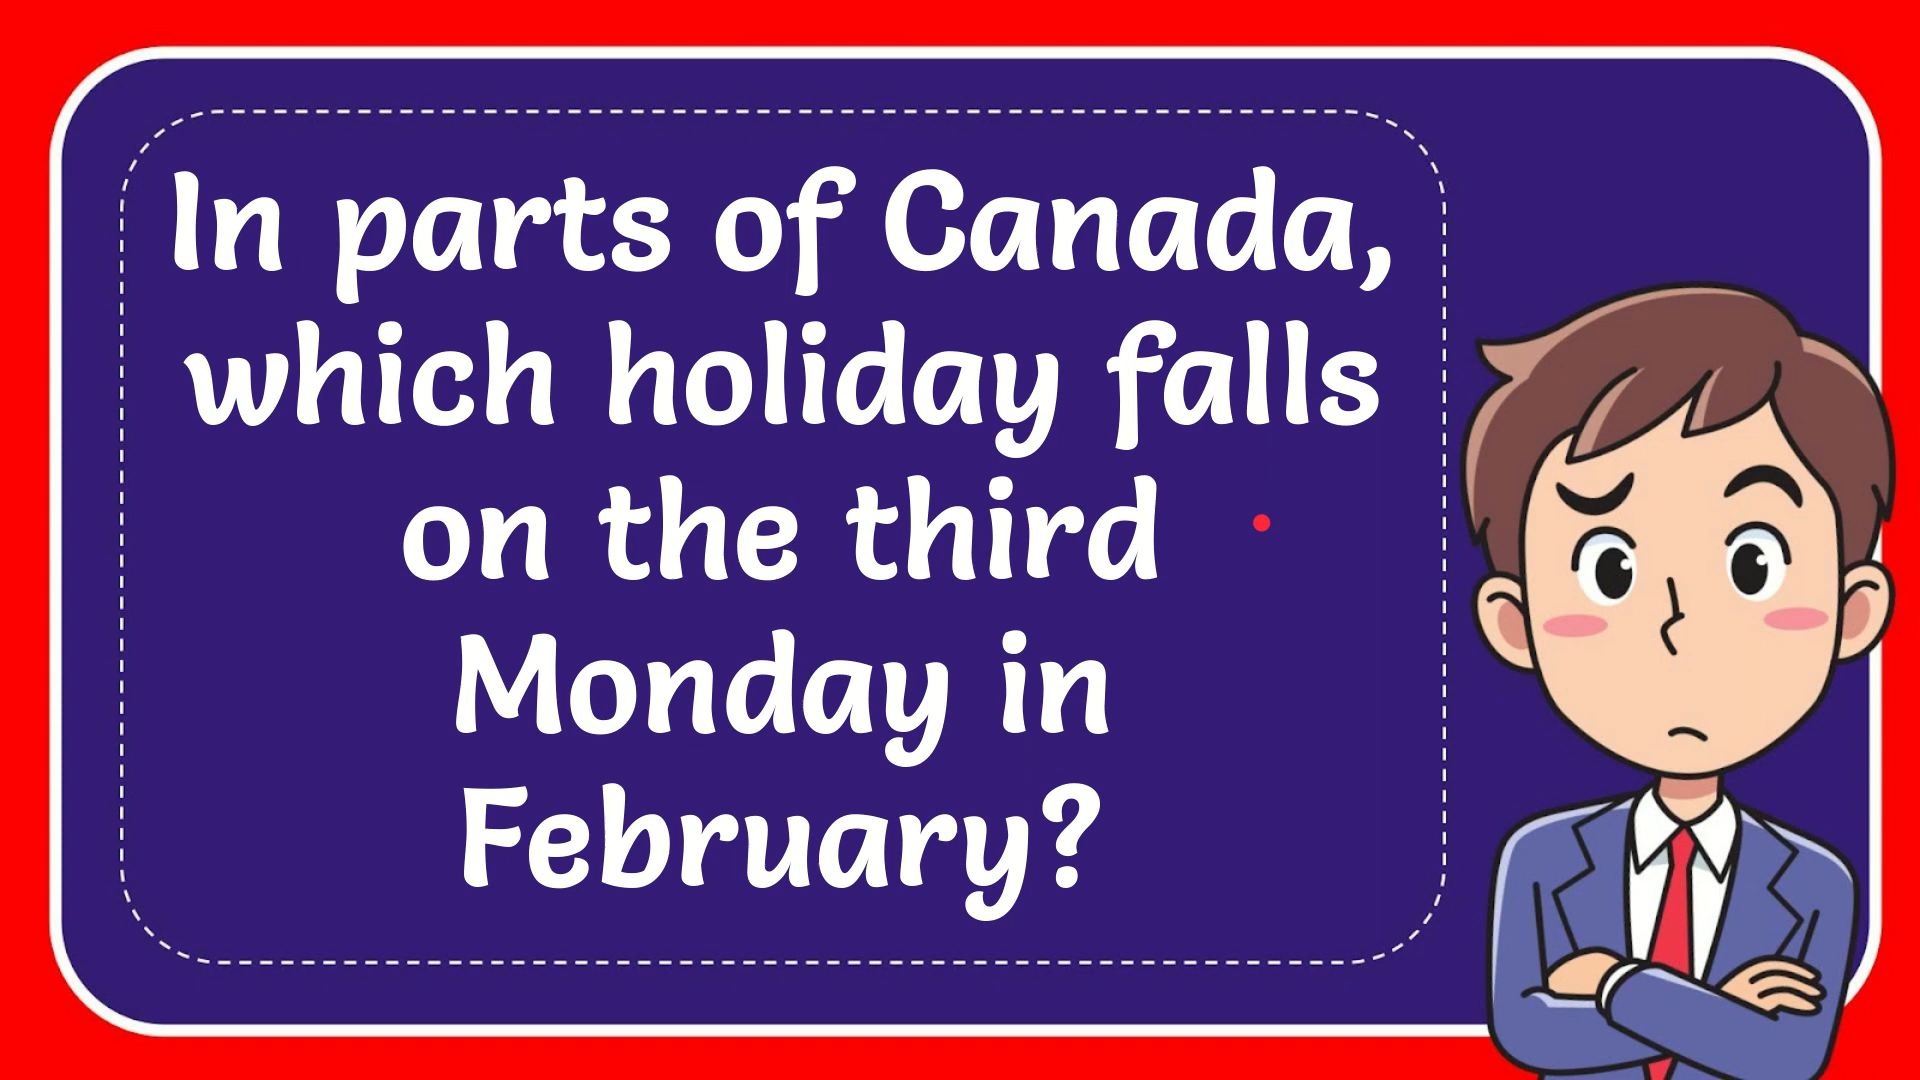 In parts of Canada,
which holiday falls
on the third
Monday in
February?